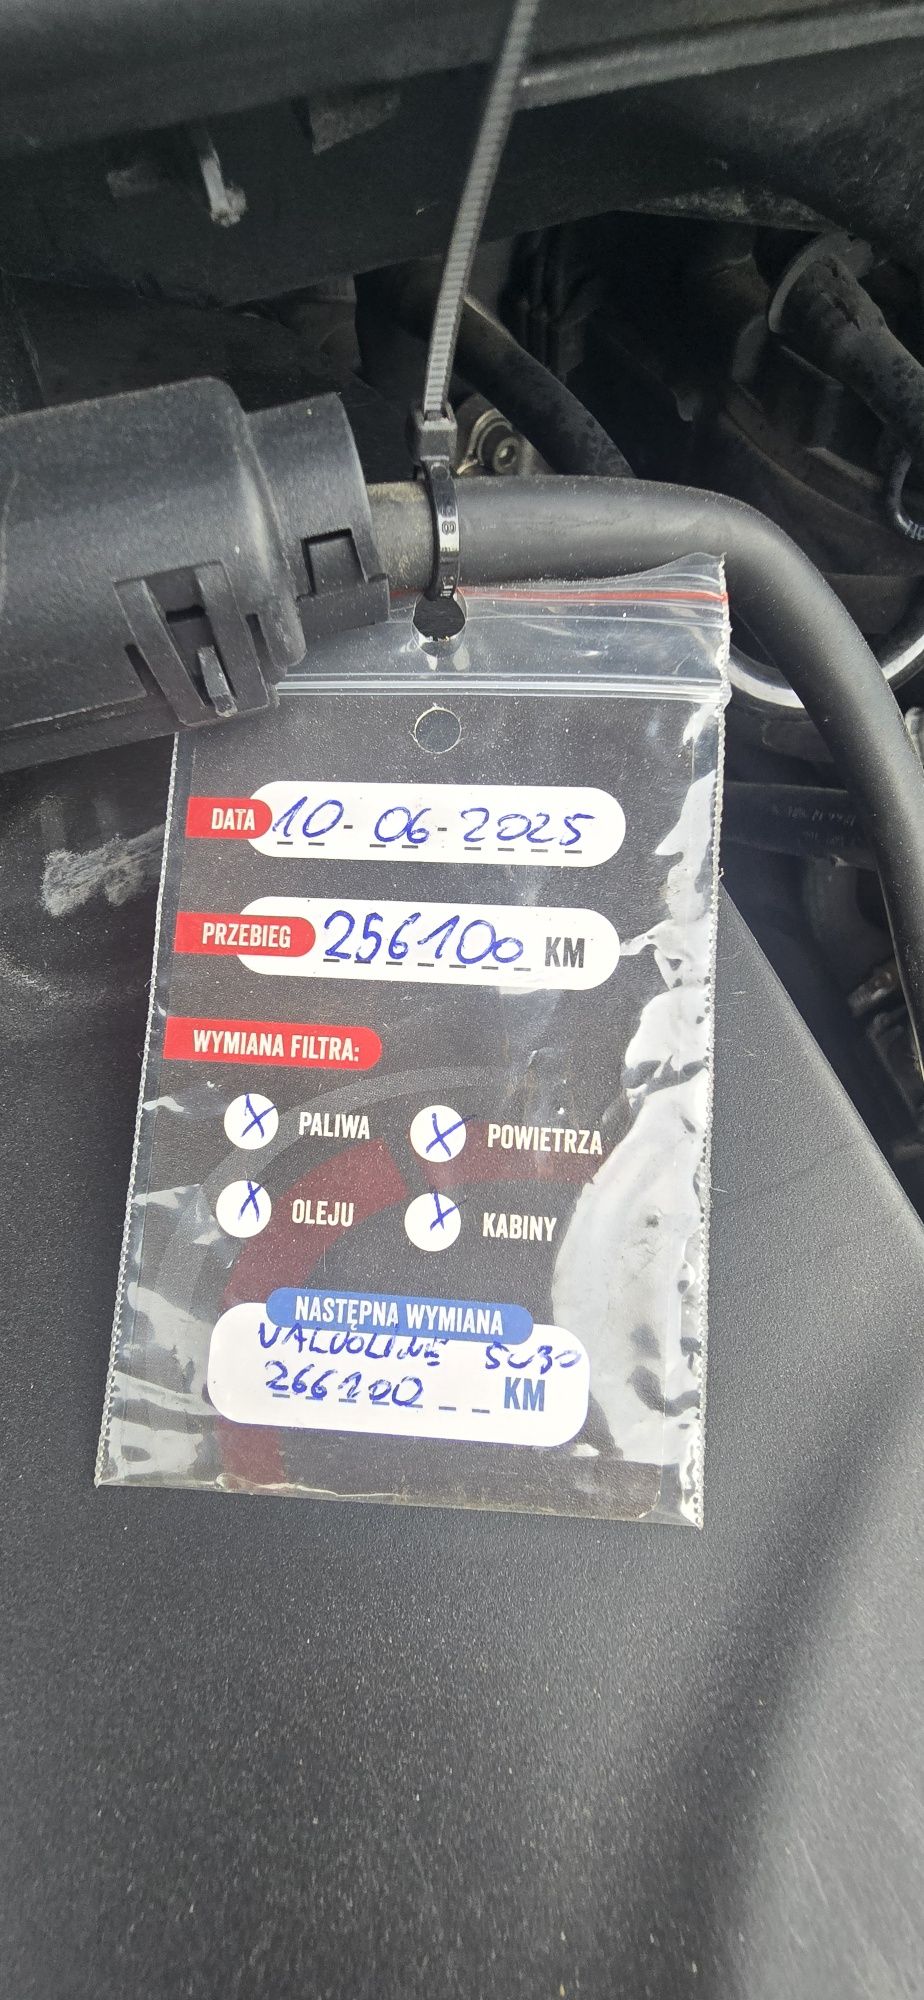 DATA 10-06-2025
PRZEBIEG 256100 KM
WYMIANA FILTRA:
X PALIWA X POWIETRZA
X OLEJU X KABINY
NASTĘPNA WYMIANA
VALVOLINE 5W30
266100 KM